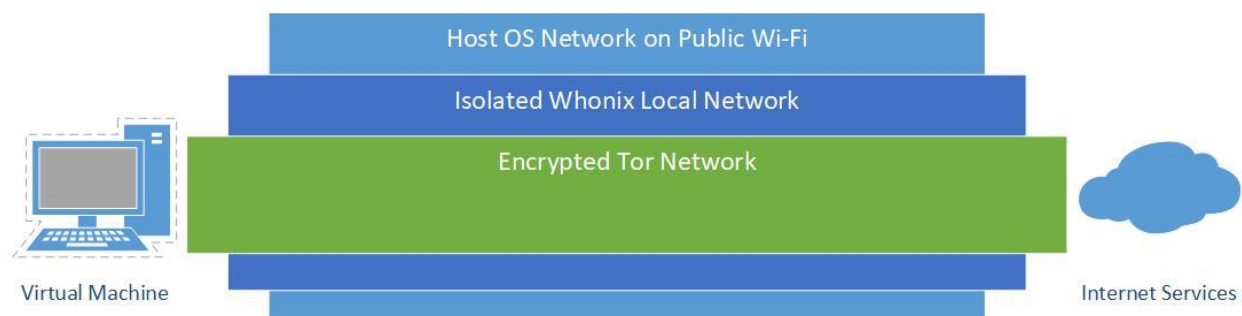 Host OS Network on Public Wi-Fi
Isolated Whonix Local Network
Encrypted Tor Network
Virtual Machine
Internet Services